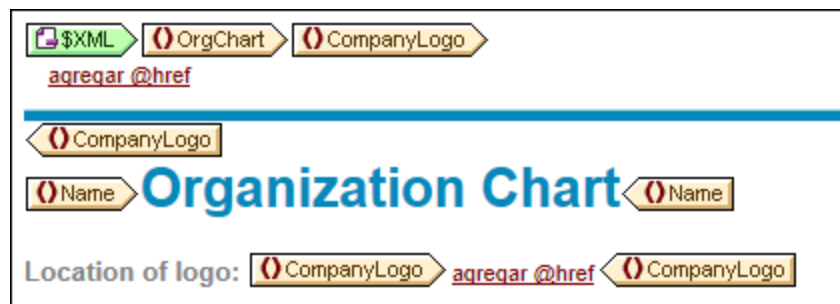 $XML ()OrgChart ()CompanyLogo
agregar @href
()CompanyLogo
()Name Organization Chart ()Name
Location of logo: ()CompanyLogo agregar @href ()CompanyLogo